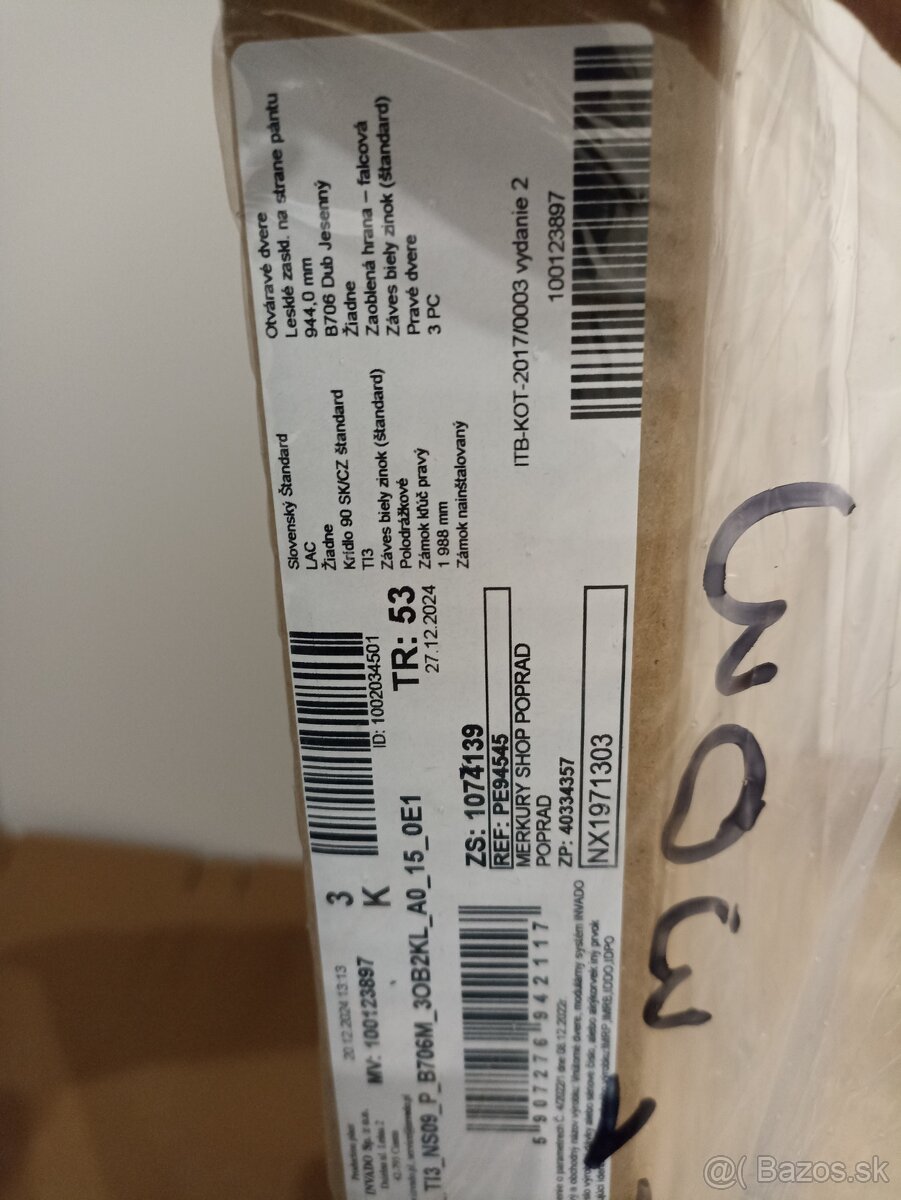 Production place
INVADO Sp. z o.o.
20.12.2024 13:13
MV: 100123897
3
K
TI3_NS09_P_B706M_3OB2KL_A0_15_0E1
ID: 1002034501
TR: 53
27.12.2024
Slovenský Štandard
LAC
Žiadne
Krídlo 90 SK/CZ štandard
TI3
Záves biely zinok (štandard)
Polodrážkové
Zámok kľúč pravý
1 988 mm
Zámok nainštalovaný
Otváravé dvere
Lesklé zaskl. na strane pántu
944,0 mm
B706 Dub Jesenný
Žiadne
Zaoblená hrana – falcová
Záves biely zinok (štandard)
Pravé dvere
3 PC
5907276942117
ZS: 1074139
REF: PE94545
MERKURY SHOP POPRAD
POPRAD
ZP: 40334357
NX1971303
ITB-KOT-2017/0003 vydanie 2
100123897
@( Bazos.sk